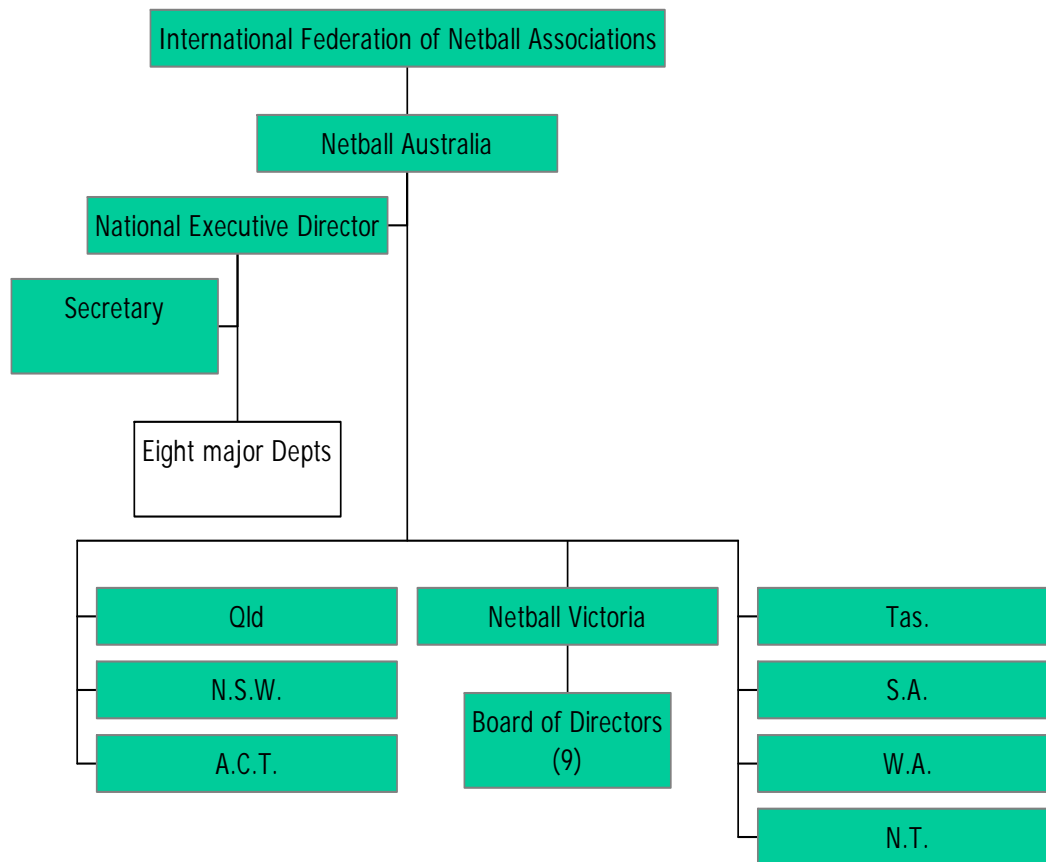 International Federation of Netball Associations
Netball Australia
National Executive Director
Secretary
Eight major Depts
Qld
N.S.W.
A.C.T.
Netball Victoria
Board of Directors
(9)
Tas.
S.A.
W.A.
N.T.